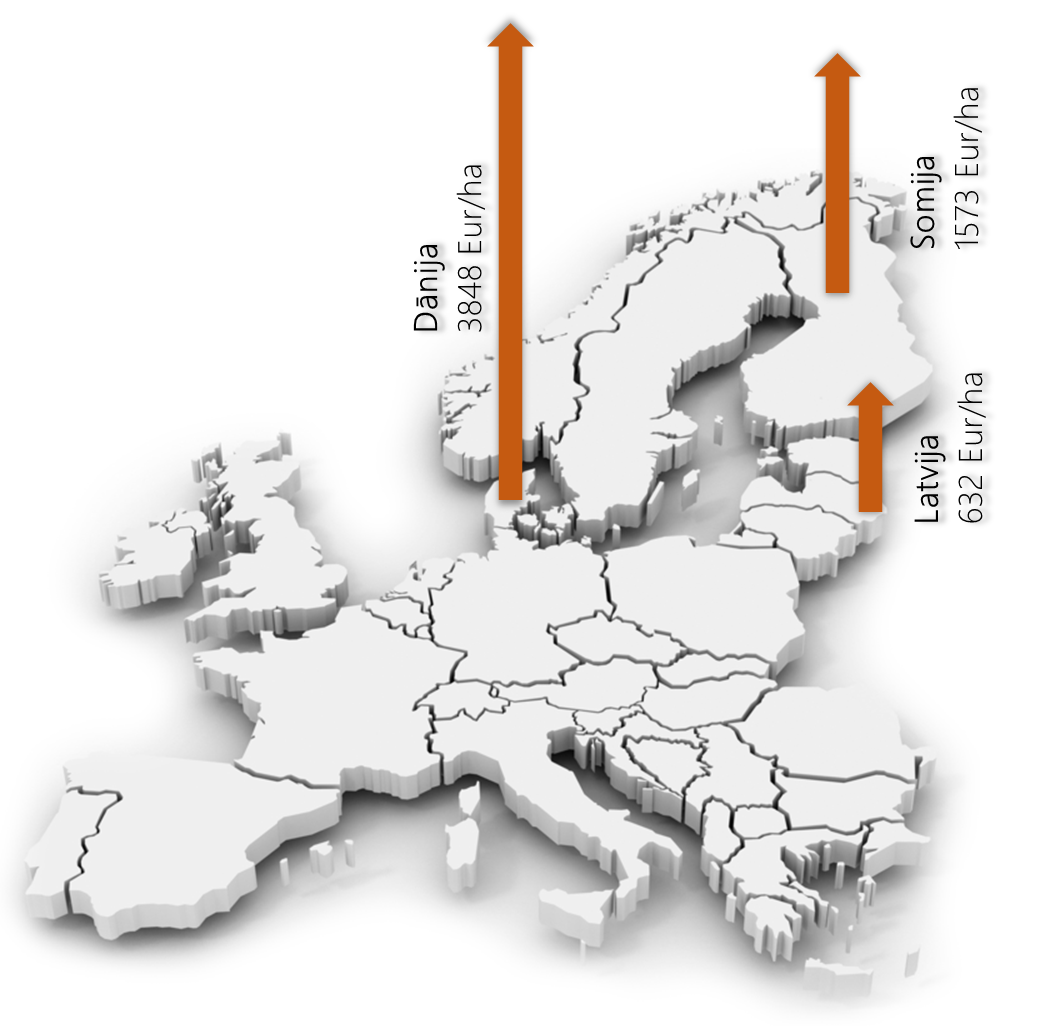 Dānija
3848 Eur/ha
Somija
1573 Eur/ha
Latvija
632 Eur/ha